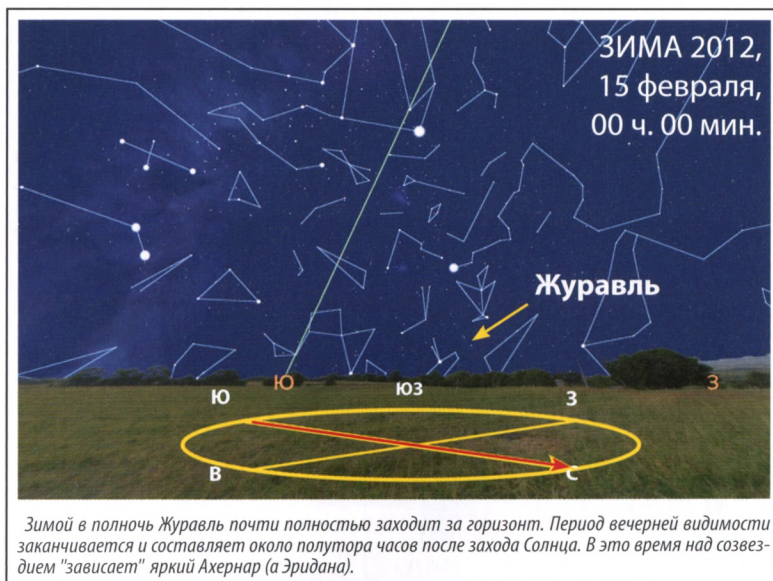 ЗИМА 2012,
15 февраля,
00 ч. 00 мин.
Журавль
Ю
Ю
ЮЗ
З
З
В
С
Зимой в полночь Журавль почти полностью заходит за горизонт. Период вечерней видимости
заканчивается и составляет около полутора часов после захода Солнца. В это время над созвез-
дием "зависает" яркий Ахернар (α Эридана).